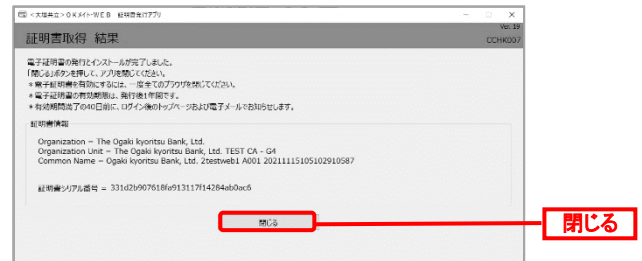 <大垣共立>OKメイト・WEB 証明書発行アプリ
Ver. 19
証明書取得 結果
CCHK007
電子証明書の発行とインストールが完了しました。
「閉じる」ボタンを押して、アプリを閉じてください。
*電子証明書を有効にするには、一度全てのブラウザを閉じてください。
*電子証明書の有効期限は、発行後1年間です。
*有効期間満了の40日前に、ログイン後のトップページおよび電子メールでお知らせします。
証明書情報
Organization = The Ogaki kyoritsu Bank, Ltd.
Organization Unit = The Ogaki kyoritsu Bank, Ltd. TEST CA - G4
Common Name = Ogaki kyoritsu Bank, Ltd. 2testweb1 A001 20211115105102910587
証明書シリアル番号 = 331d2b907618fa913117f14284ab0ac6
閉じる
閉じる